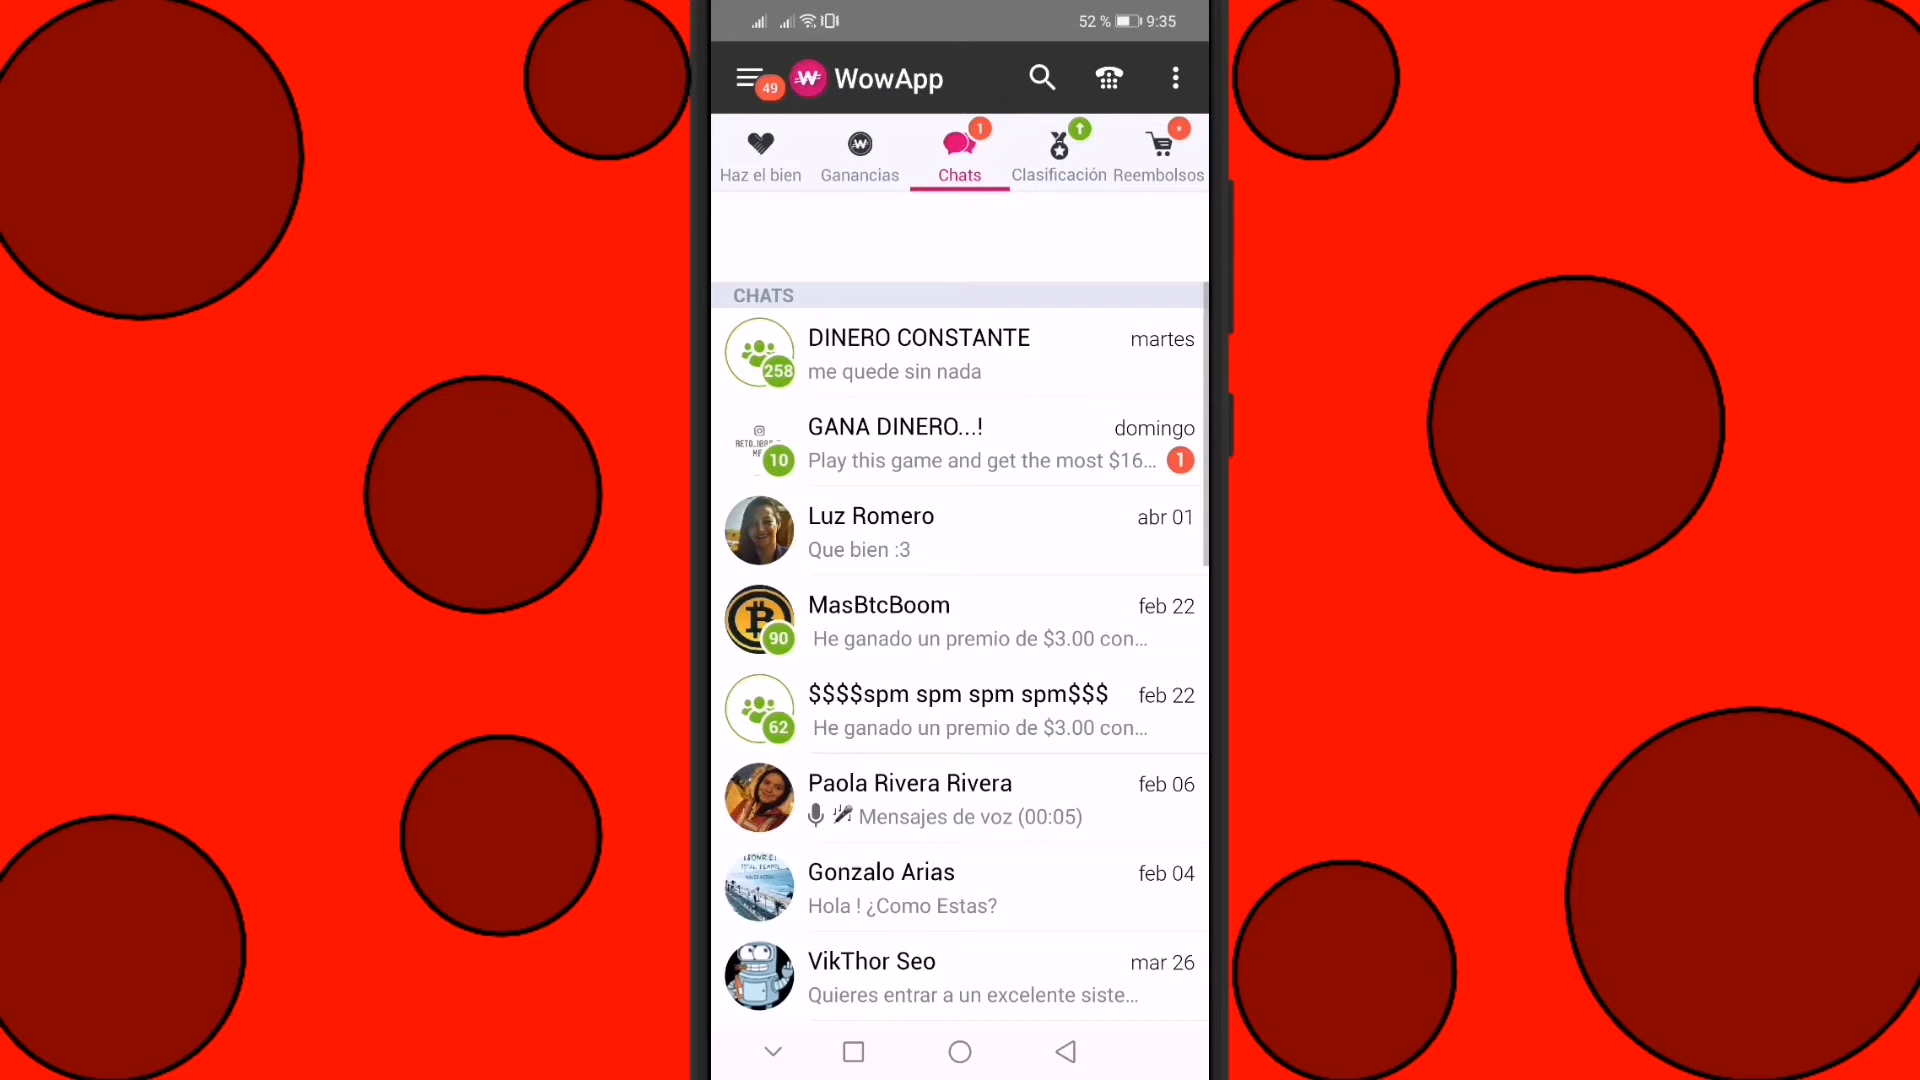 52 % 9:35
49 WowApp
1
Haz el bien Ganancias Chats Clasificación Reembolsos
CHATS
DINERO CONSTANTE martes
258 me quede sin nada
GANA DINERO...! domingo
10 Play this game and get the most $16... 1
Luz Romero abr 01
Que bien :3
MasBtcBoom feb 22
90 He ganado un premio de $3.00 con...
$$$$spm spm spm spm$$$ feb 22
62 He ganado un premio de $3.00 con...
Paola Rivera Rivera feb 06
Mensajes de voz (00:05)
Gonzalo Arias feb 04
Hola ! ¿Como Estas?
VikThor Seo mar 26
Quieres entrar a un excelente siste...